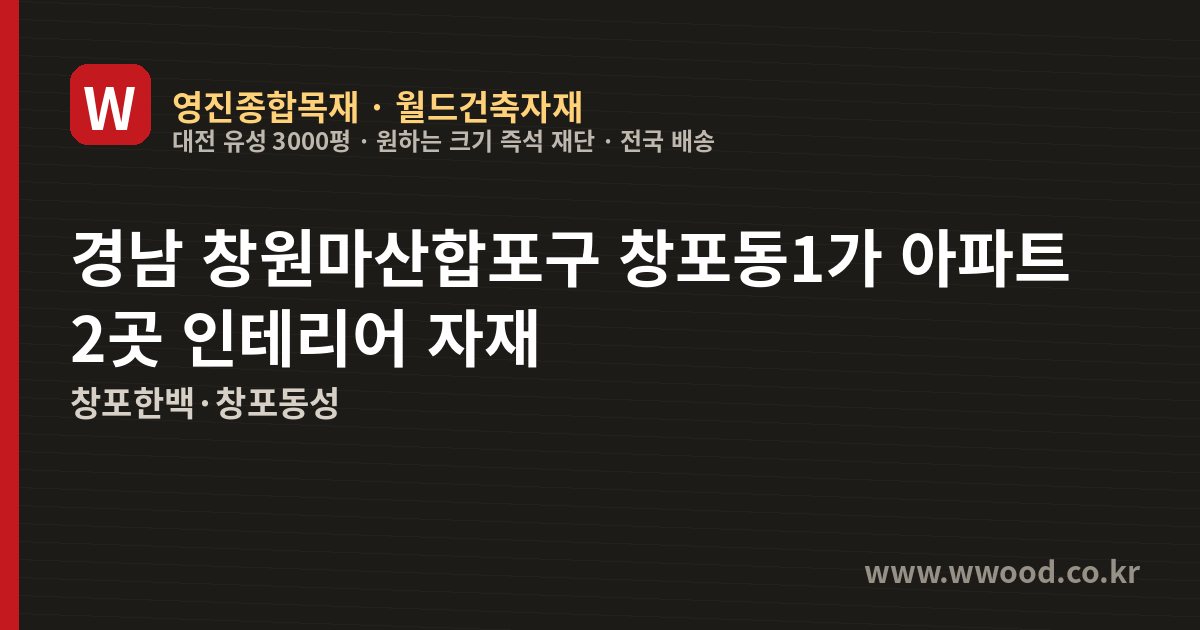 W
영진종합목재 · 월드건축자재
대전 유성 3000평 · 원하는 크기 즉석 재단 · 전국 배송
경남 창원마산합포구 창포동1가 아파트
2곳 인테리어 자재
창포한백·창포동성
www.wwood.co.kr